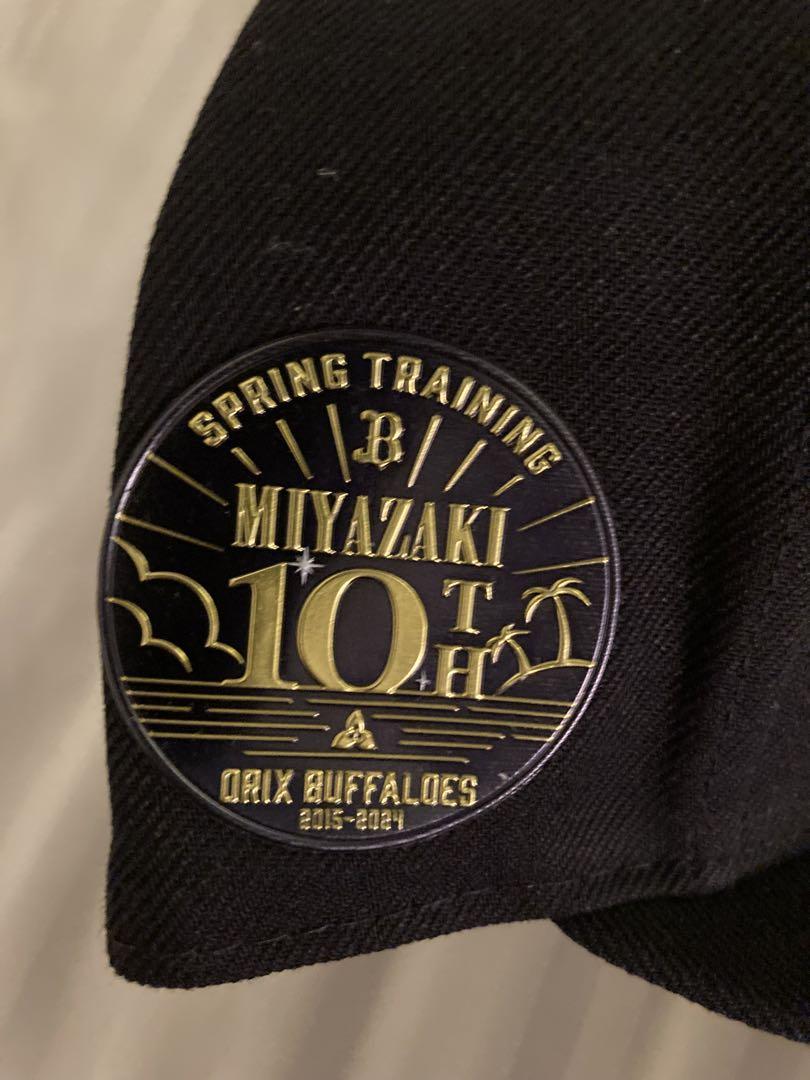 SPRING TRAINING
B
MIYAZAKI
10TH
ORIX BUFFALOES
2015-2024